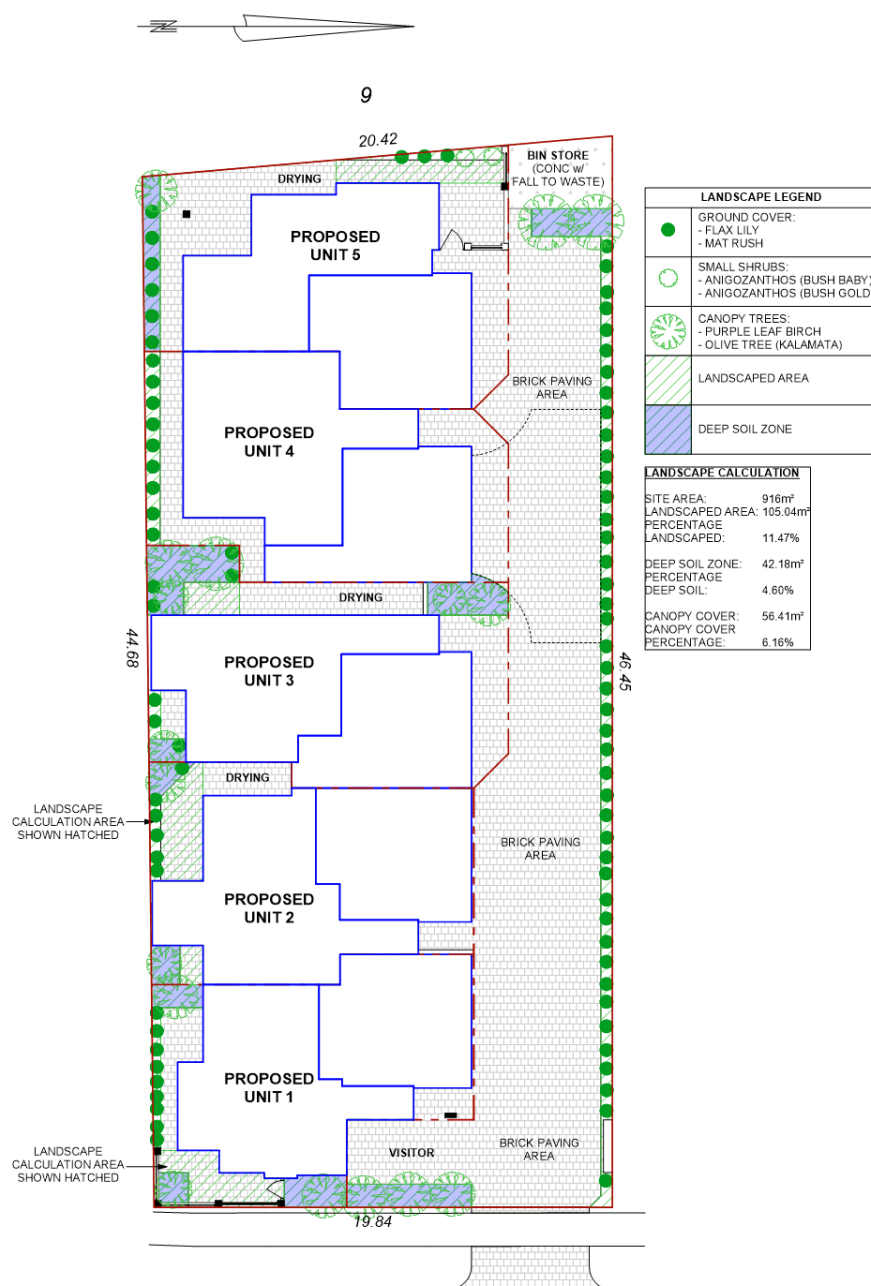 N
9
20.42
BIN STORE
(CONC w/
FALL TO WASTE)
DRYING
PROPOSED
UNIT 5
LANDSCAPE LEGEND
GROUND COVER:
- FLAX LILY
- MAT RUSH
SMALL SHRUBS:
- ANIGOZANTHOS (BUSH BABY)
- ANIGOZANTHOS (BUSH GOLD
CANOPY TREES:
- PURPLE LEAF BIRCH
- OLIVE TREE (KALAMATA)
LANDSCAPED AREA
DEEP SOIL ZONE
BRICK PAVING
AREA
PROPOSED
UNIT 4
LANDSCAPE CALCULATION
SITE AREA: 916m²
LANDSCAPED AREA: 105.04m²
PERCENTAGE
LANDSCAPED: 11.47%
DEEP SOIL ZONE: 42.18m²
PERCENTAGE
DEEP SOIL: 4.60%
CANOPY COVER: 56.41m²
CANOPY COVER
PERCENTAGE: 6.16%
DRYING
44.68
PROPOSED
UNIT 3
46.45
DRYING
LANDSCAPE
CALCULATION AREA
SHOWN HATCHED
BRICK PAVING
AREA
PROPOSED
UNIT 2
PROPOSED
UNIT 1
LANDSCAPE
CALCULATION AREA
SHOWN HATCHED
VISITOR
BRICK PAVING
AREA
19.84